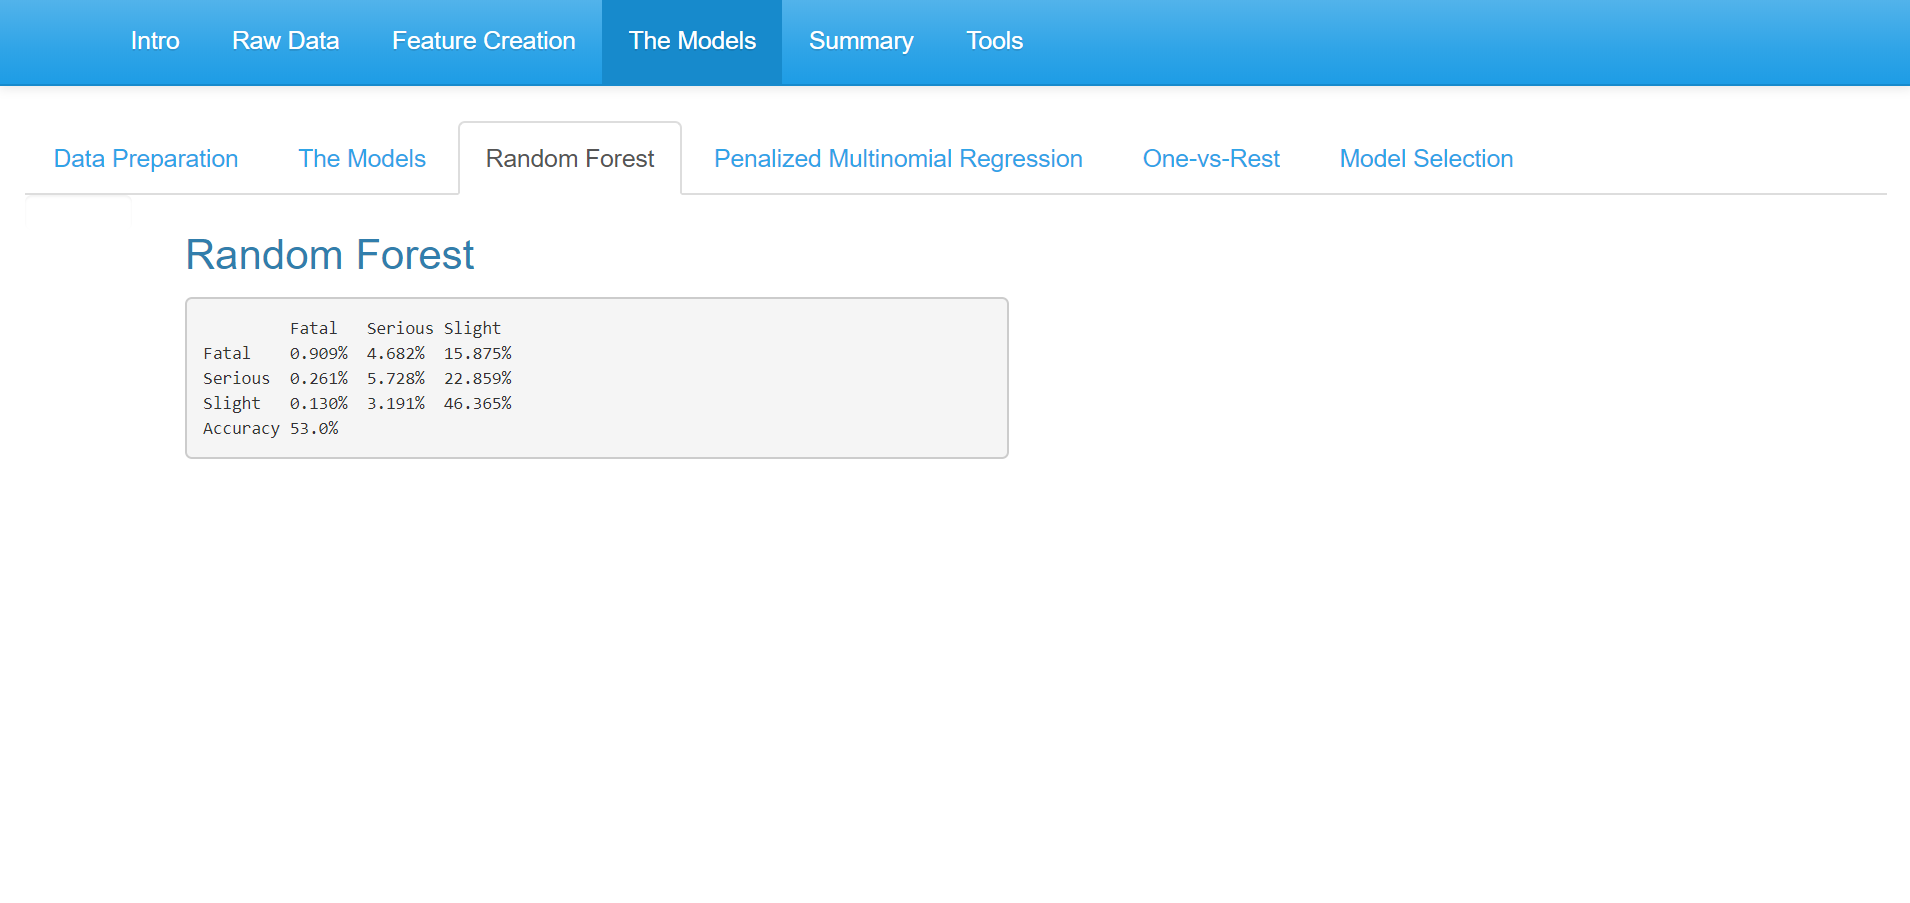 Intro Raw Data Feature Creation The Models Summary Tools
Data Preparation The Models Random Forest Penalized Multinomial Regression One-vs-Rest Model Selection
Random Forest
Fatal Serious Slight
Fatal 0.909% 4.682% 15.875%
Serious 0.261% 5.728% 22.859%
Slight 0.130% 3.191% 46.365%
Accuracy 53.0%